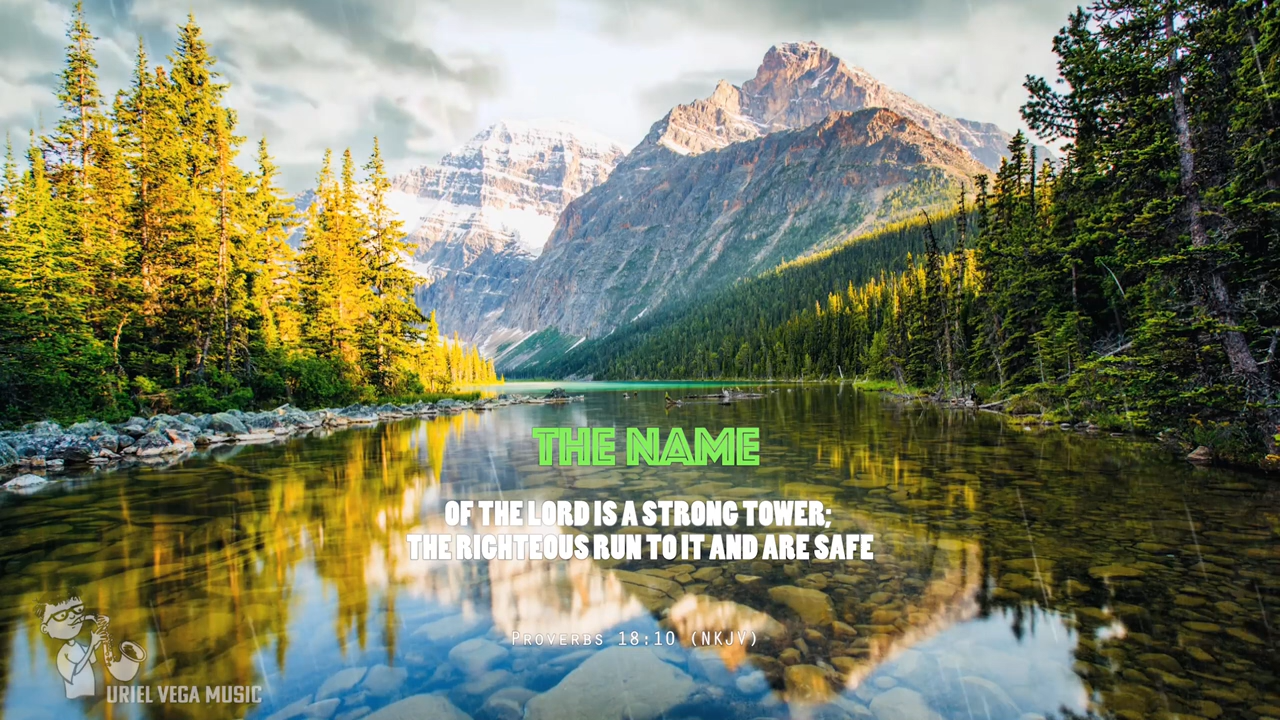 THE NAME
OF THE LORD IS A STRONG TOWER;
THE RIGHTEOUS RUN TO IT AND ARE SAFE
Proverbs 18:10 (NKJV)
URIEL VEGA MUSIC